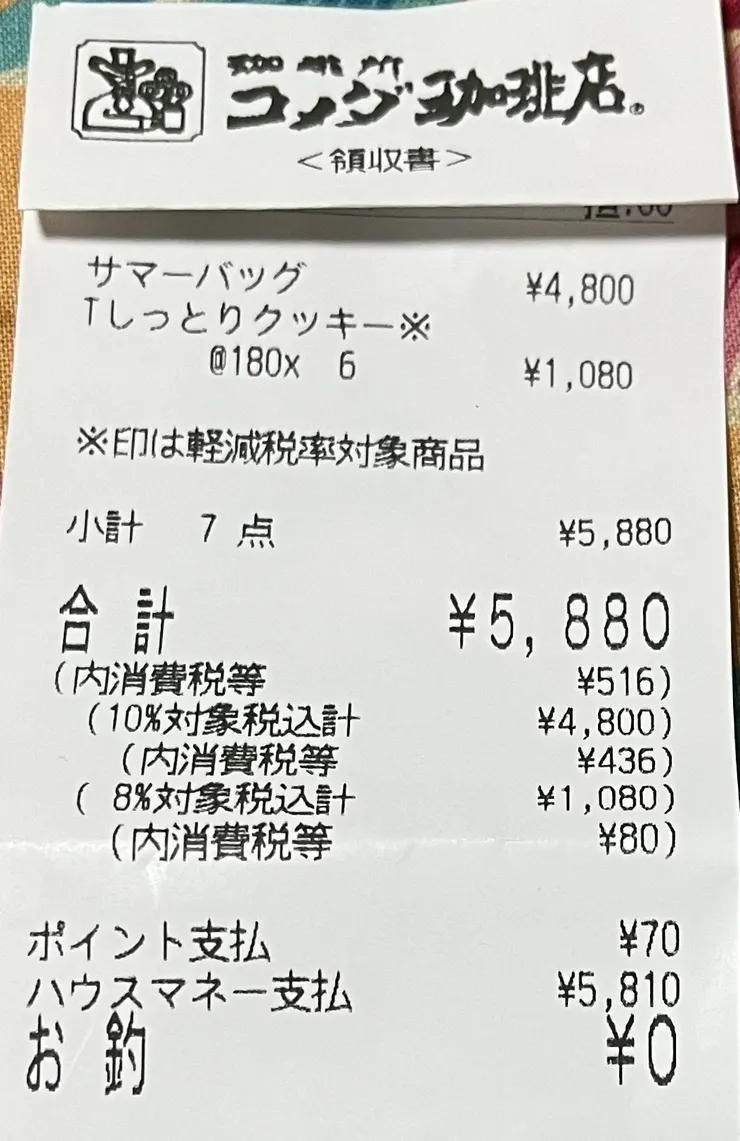 珈琲所
コメダ珈琲店®
＜領収書＞
サマーバッグ ¥4,800
Tしっとりクッキー※
@180x 6 ¥1,080
※印は軽減税率対象商品
小計 7 点 ¥5,880
合計 ¥5,880
(内消費税等 ¥516)
(10%対象税込計 ¥4,800)
(内消費税等 ¥436)
( 8%対象税込計 ¥1,080)
(内消費税等 ¥80)
ポイント支払 ¥70
ハウスマネー支払 ¥5,810
お釣 ¥0